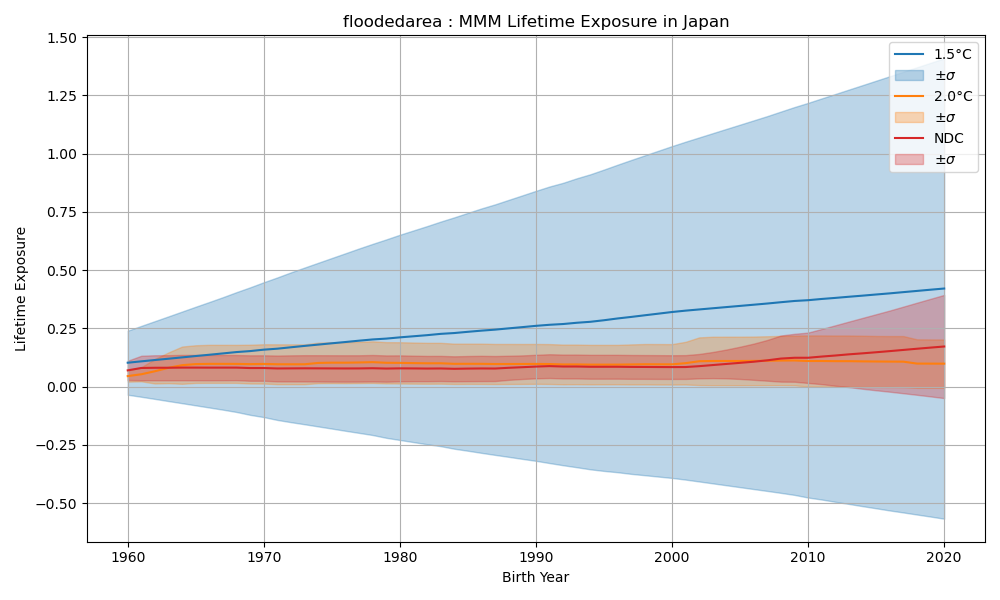 floodedarea : MMM Lifetime Exposure in Japan
1.50
1.25
1.00
0.75
0.50
0.25
0.00
−0.25
−0.50
Lifetime Exposure
1.5°C
±σ
2.0°C
±σ
NDC
±σ
1960 1970 1980 1990 2000 2010 2020
Birth Year